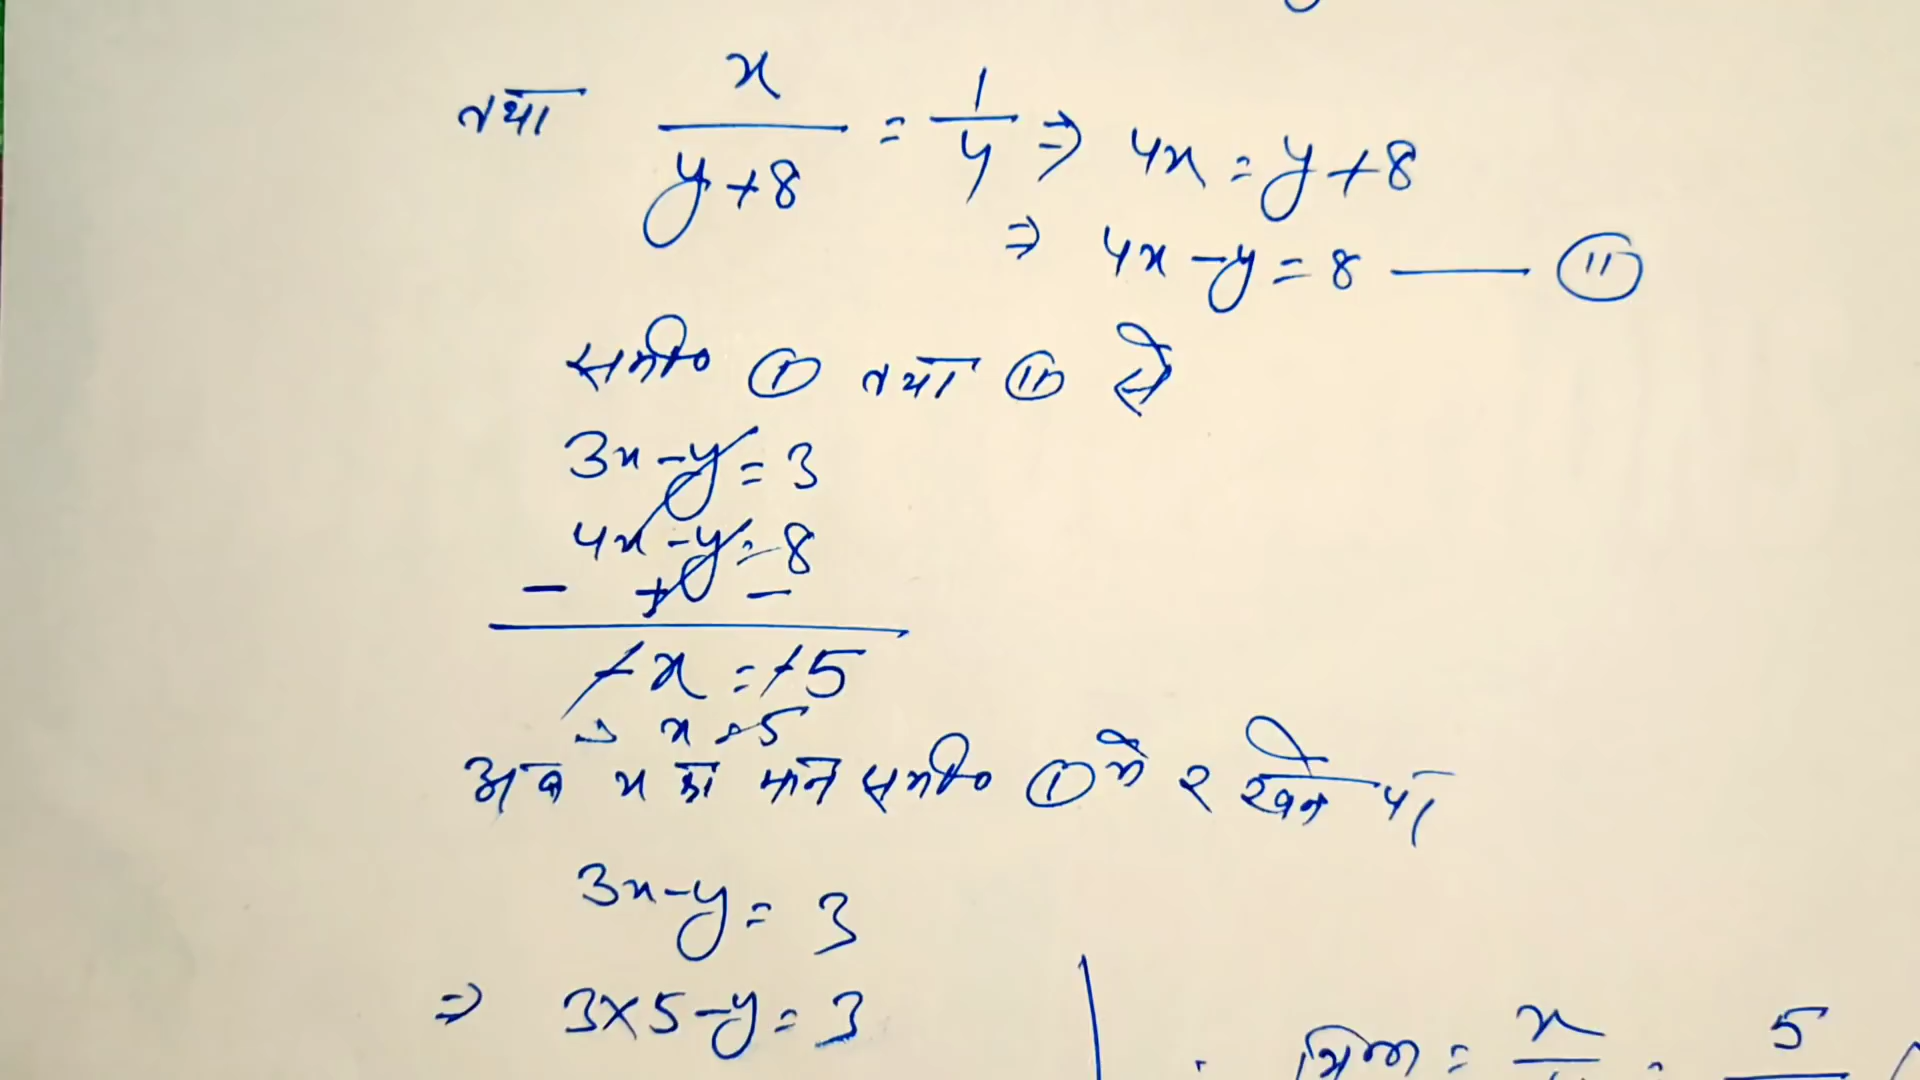 तथा x/(y+8) = 1/4 ⇒ 4x = y+8
⇒ 4x - y = 8 —— (II)
समी० (I) तथा (II) से
3x - y = 3
4x - y = 8
- + -
-x = -5
⇒ x = 5
अब x का मान समी० (I) में रखने पर
3x - y = 3
⇒ 3×5 - y = 3
भिन्न = x = 5